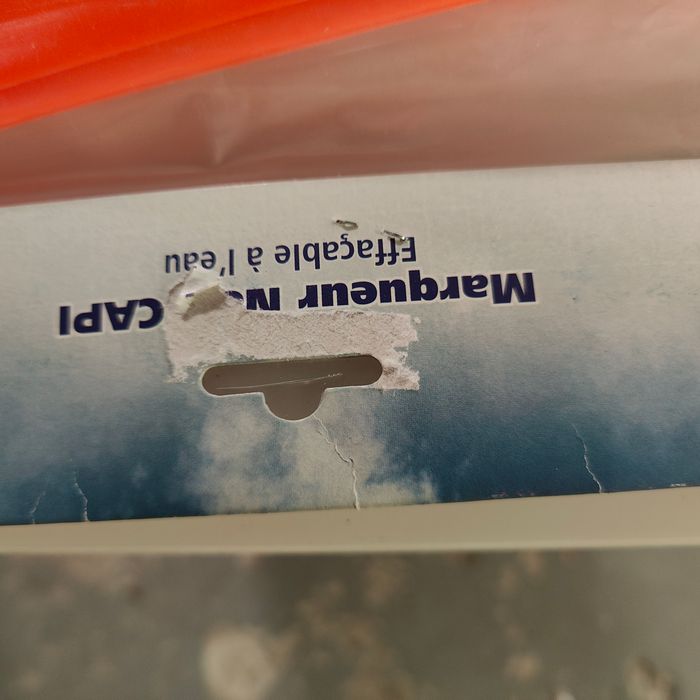 Marqueur N CAPI
Effaçable à l'eau